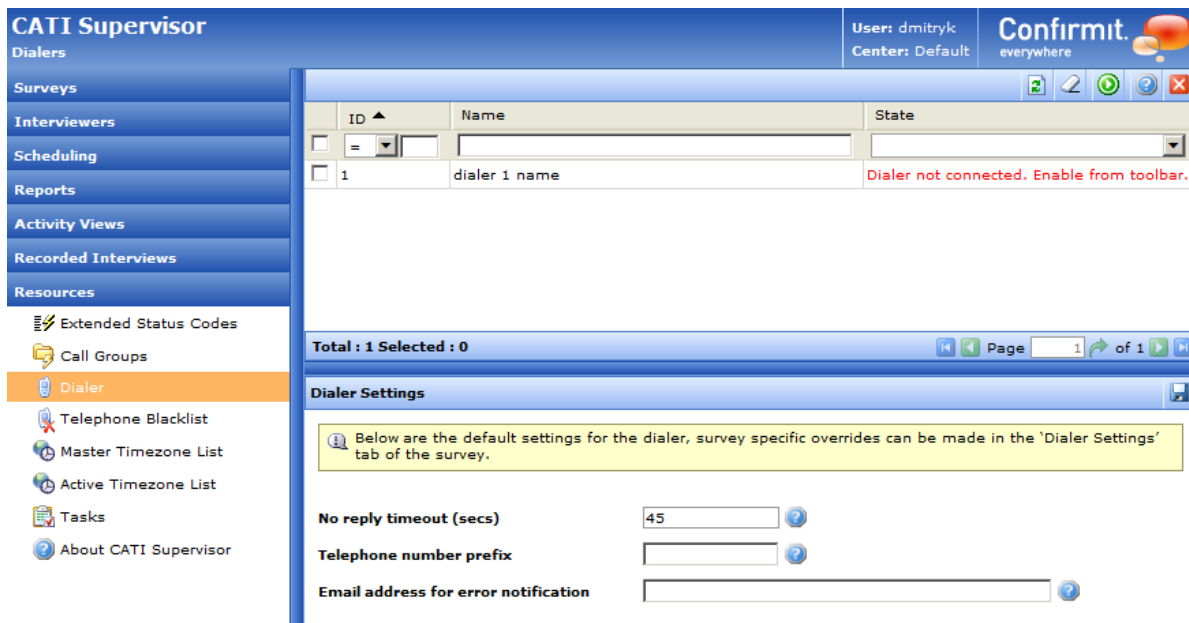 CATI Supervisor
Dialers
User: dmitryk
Center: Default
Confirmit.
everywhere
Surveys
Interviewers
Scheduling
Reports
Activity Views
Recorded Interviews
Resources
Extended Status Codes
Call Groups
Dialer
Telephone Blacklist
Master Timezone List
Active Timezone List
Tasks
About CATI Supervisor
ID Name State
=
1 dialer 1 name Dialer not connected. Enable from toolbar.
Total : 1 Selected : 0 Page 1 of 1
Dialer Settings
Below are the default settings for the dialer, survey specific overrides can be made in the ‘Dialer Settings’
tab of the survey.
No reply timeout (secs) 45
Telephone number prefix
Email address for error notification